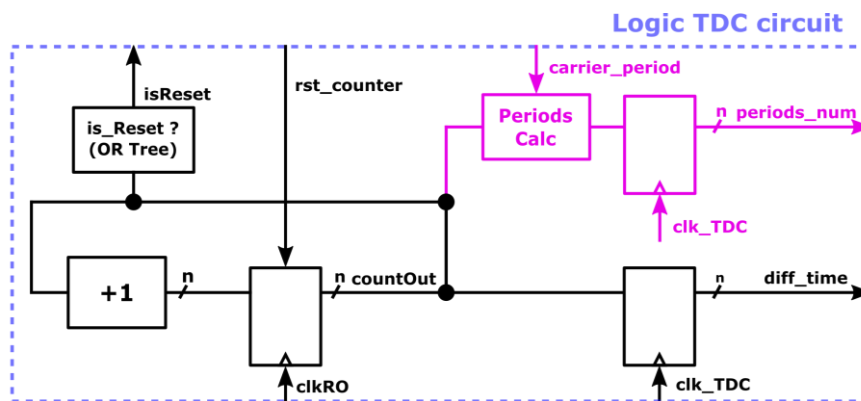 Logic TDC circuit
isReset
rst_counter
carrier_period
is_Reset ?
(OR Tree)
Periods
Calc
n
periods_num
clk_TDC
+1
n
n
countOut
n
diff_time
clkRO
clk_TDC